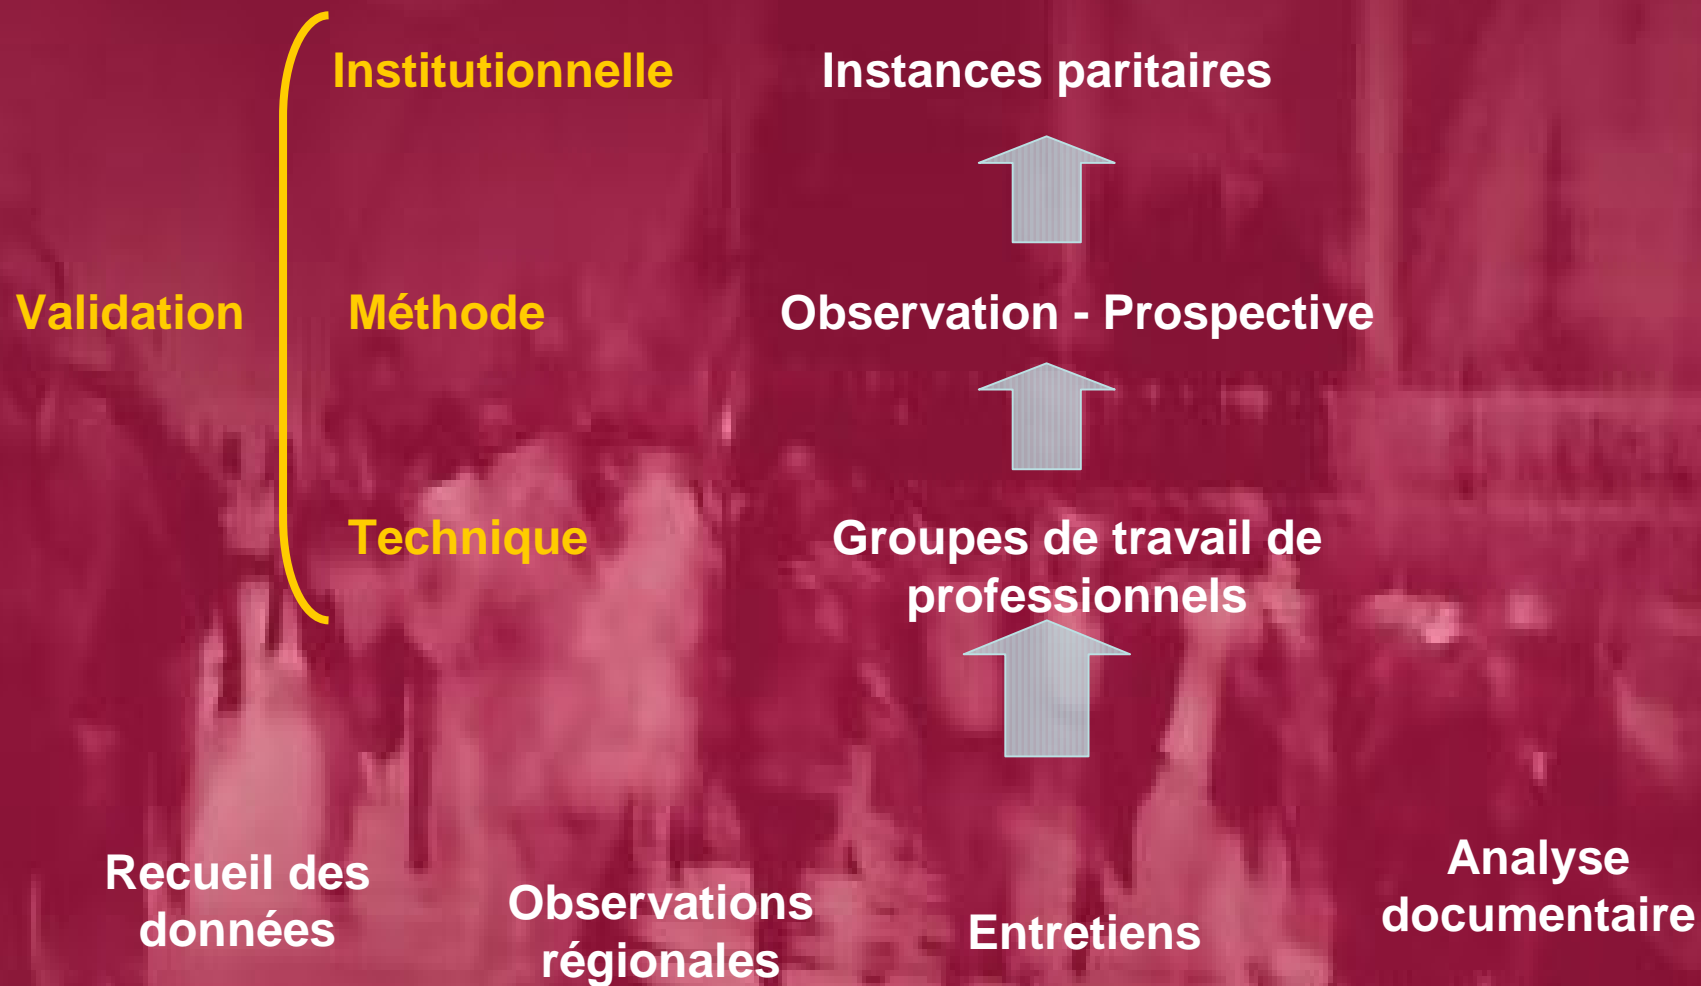 Institutionnelle
Instances paritaires
Validation
Méthode
Observation - Prospective
Technique
Groupes de travail de
professionnels
Recueil des
données
Observations
régionales
Entretiens
Analyse
documentaire